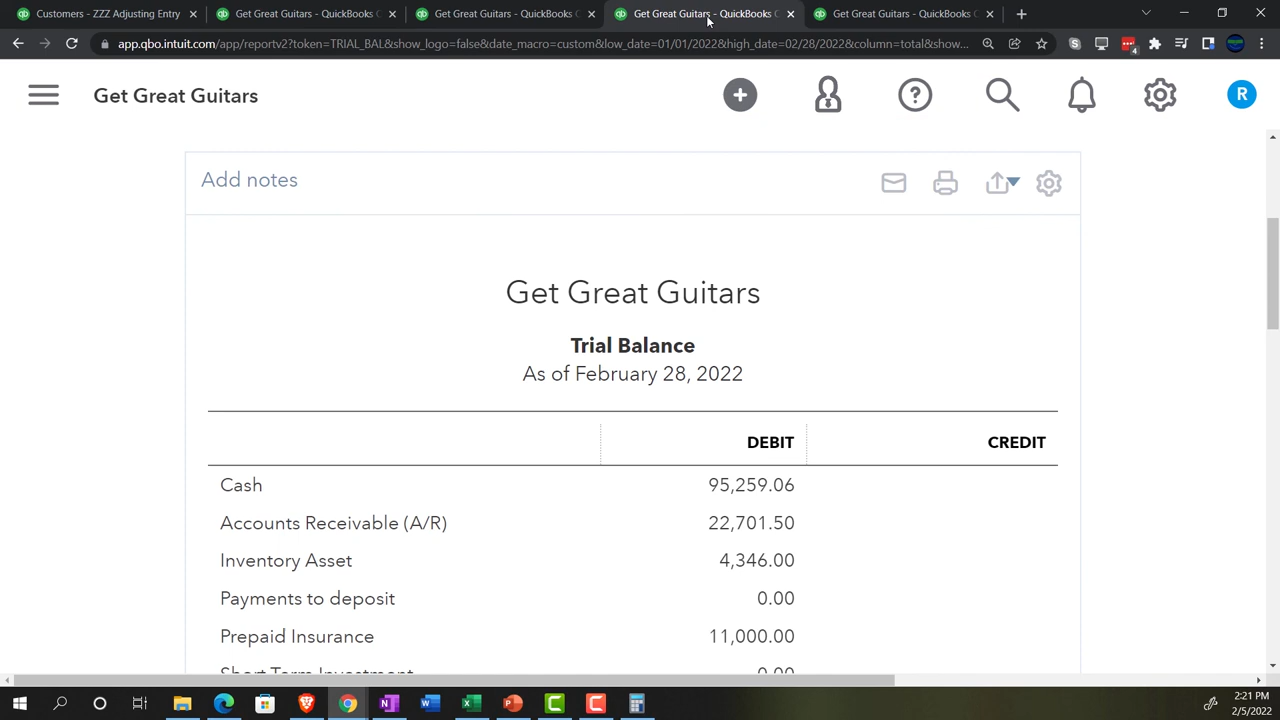 Customers - ZZZ Adjusting Entry
Get Great Guitars - QuickBooks C
Get Great Guitars - QuickBooks C
Get Great Guitars - QuickBooks C
Get Great Guitars - QuickBooks C
app.qbo.intuit.com/app/reportv2?token=TRIAL_BAL&show_logo=false&date_macro=custom&low_date=01/01/2022&high_date=02/28/2022&column=total&show...
4
Get Great Guitars
R
Add notes
Get Great Guitars
Trial Balance
As of February 28, 2022
DEBIT CREDIT
Cash 95,259.06
Accounts Receivable (A/R) 22,701.50
Inventory Asset 4,346.00
Payments to deposit 0.00
Prepaid Insurance 11,000.00
Short Term Investment 0.00
2:21 PM
2/5/2022